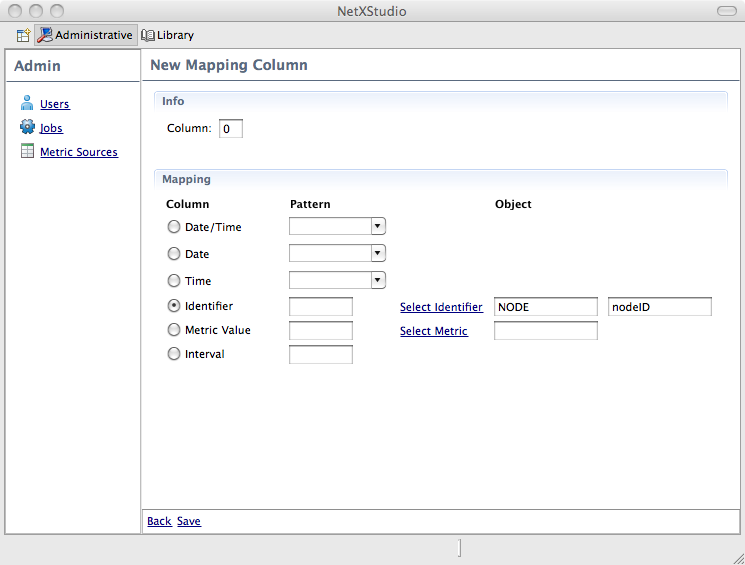 NetXStudio
Administrative Library
Admin
New Mapping Column
Users
Jobs
Metric Sources
Info
Column: 0
Mapping
Column Pattern Object
Date/Time
Date
Time
Identifier Select Identifier NODE nodeID
Metric Value Select Metric
Interval
Back Save